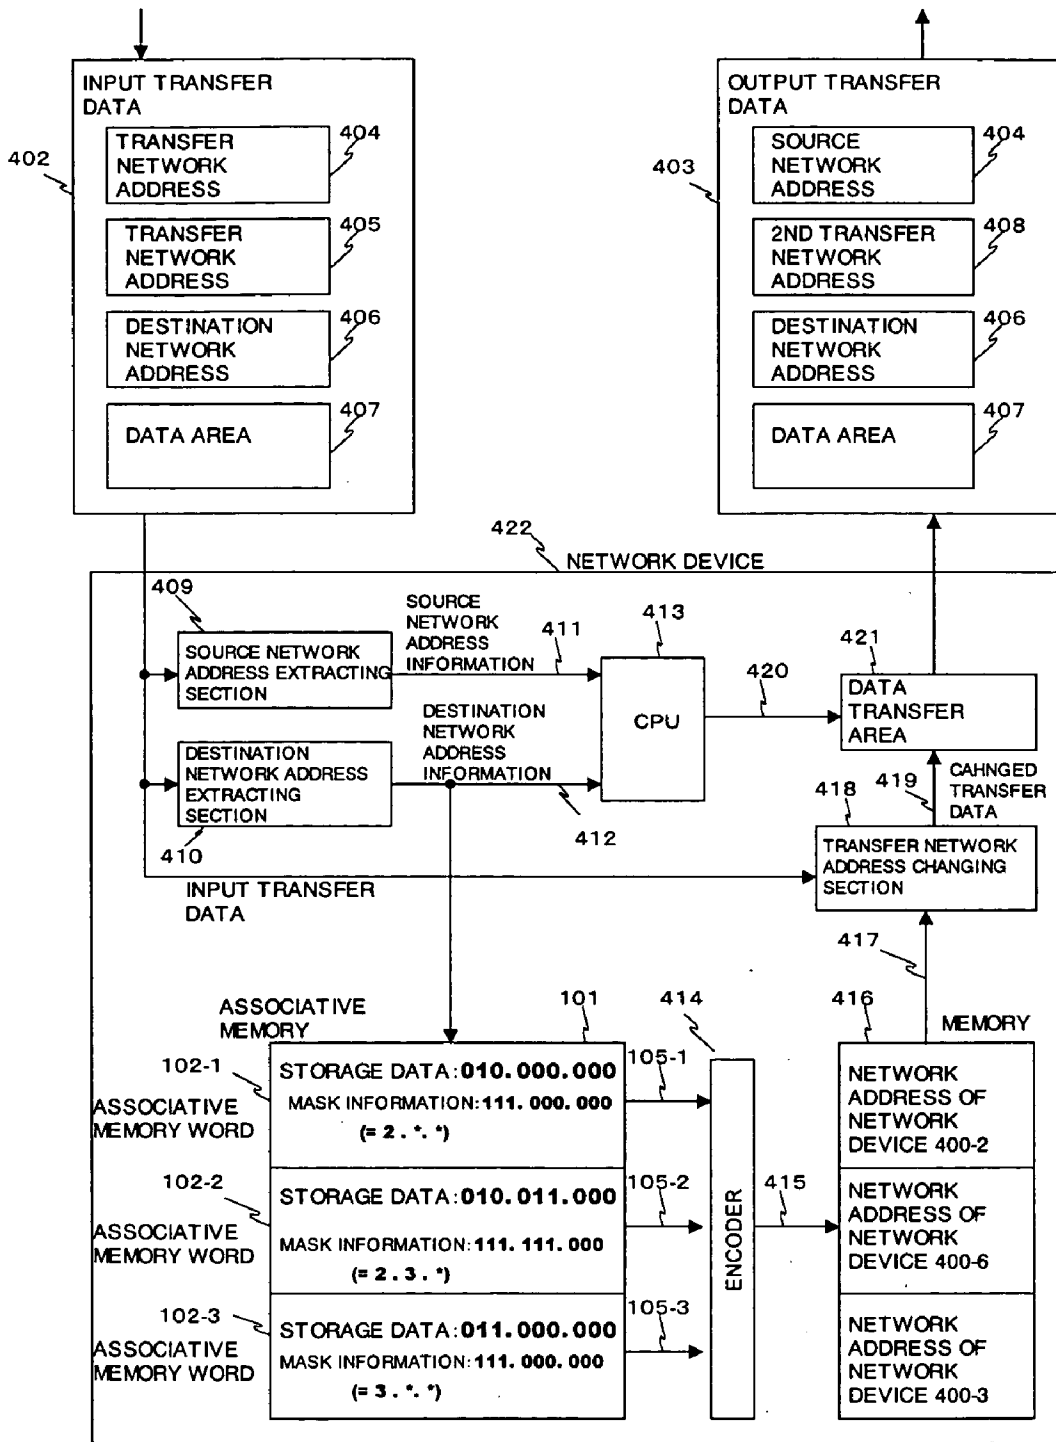 INPUT TRANSFER
DATA
TRANSFER
NETWORK
ADDRESS
404
402
TRANSFER
NETWORK
ADDRESS
405
DESTINATION
NETWORK
ADDRESS
406
DATA AREA
407
OUTPUT TRANSFER
DATA
SOURCE
NETWORK
ADDRESS
404
403
2ND TRANSFER
NETWORK
ADDRESS
408
DESTINATION
NETWORK
ADDRESS
406
DATA AREA
407
422
NETWORK DEVICE
409
SOURCE NETWORK
ADDRESS EXTRACTING
SECTION
SOURCE
NETWORK
ADDRESS
INFORMATION
411
413
CPU
420
421
DATA
TRANSFER
AREA
DESTINATION
NETWORK ADDRESS
EXTRACTING
SECTION
410
DESTINATION
NETWORK
ADDRESS
INFORMATION
412
CAHNGED
TRANSFER
DATA
419
418
TRANSFER NETWORK
ADDRESS CHANGING
SECTION
INPUT TRANSFER
DATA
417
ASSOCIATIVE
MEMORY
101
414
416
MEMORY
102-1
ASSOCIATIVE
MEMORY WORD
STORAGE DATA:010.000.000
MASK INFORMATION:111.000.000
(= 2 . *. *)
105-1
102-2
ASSOCIATIVE
MEMORY WORD
STORAGE DATA:010.011.000
MASK INFORMATION:111.111.000
(= 2 . 3 . *)
105-2
102-3
ASSOCIATIVE
MEMORY WORD
STORAGE DATA:011.000.000
MASK INFORMATION:111.000.000
(= 3 . *. *)
105-3
ENCODER
415
NETWORK
ADDRESS OF
NETWORK
DEVICE 400-2
NETWORK
ADDRESS OF
NETWORK
DEVICE 400-6
NETWORK
ADDRESS OF
NETWORK
DEVICE 400-3